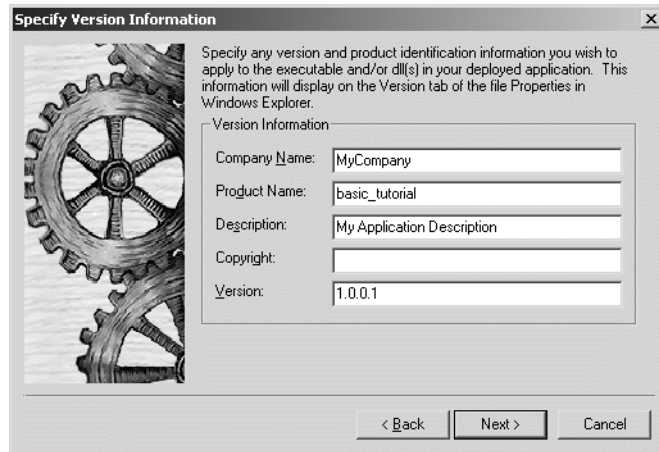 Specify Version Information
Specify any version and product identification information you wish to
apply to the executable and/or dll(s) in your deployed application.  This
information will display on the Version tab of the file Properties in
Windows Explorer.
Version Information
Company Name: MyCompany
Product Name: basic_tutorial
Description: My Application Description
Copyright:
Version: 1.0.0.1
< Back Next > Cancel